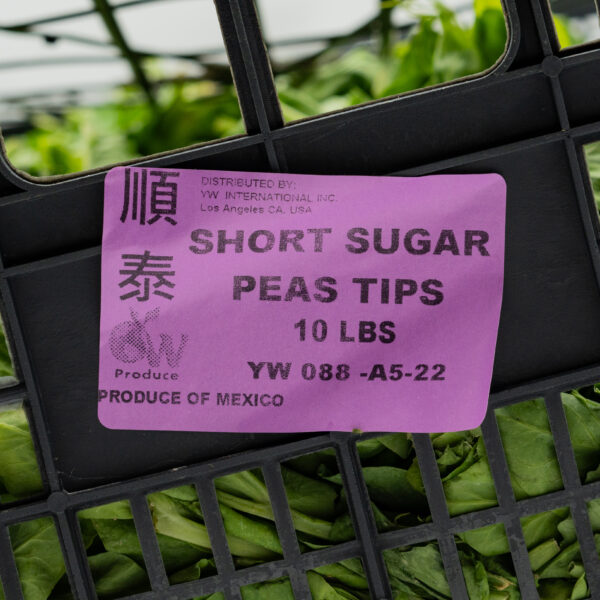 順泰
DISTRIBUTED BY:
YW INTERNATIONAL INC.
Los Angeles CA. USA
SHORT SUGAR
PEAS TIPS
10 LBS
YW 088 -A5-22
YW
Produce
PRODUCE OF MEXICO